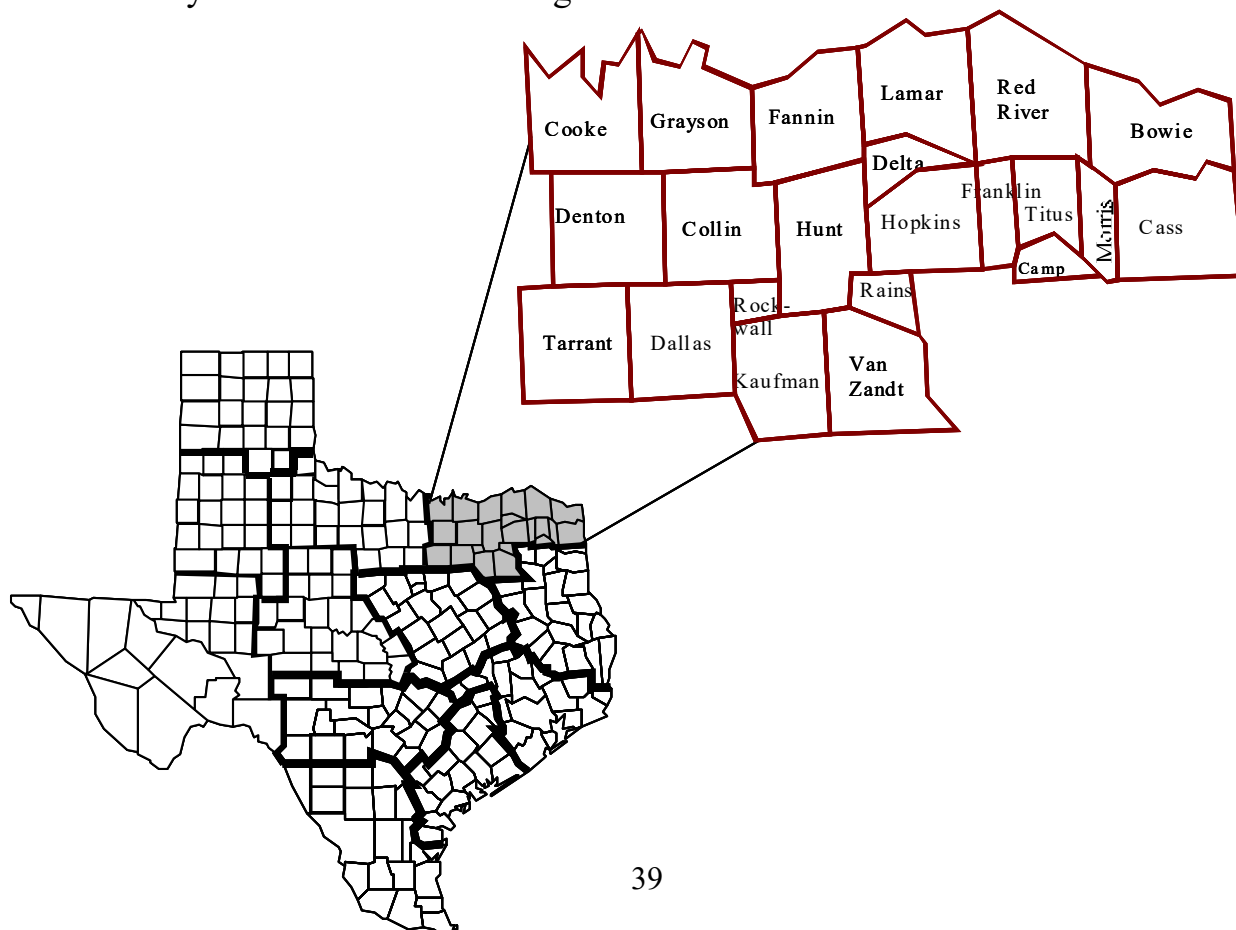 Cooke
Grayson
Fannin
Lamar
Red
River
Bowie
Delta
Franklin
Denton
Collin
Hunt
Hopkins
Titus
Morris
Cass
Camp
Rock-
wall
Rains
Tarrant
Dallas
Kaufman
Van
Zandt
39